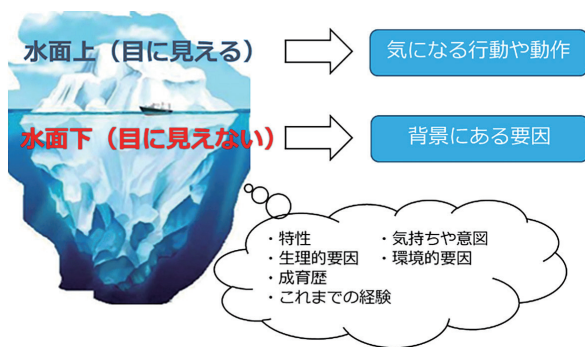 水面上（目に見える）
気になる行動や動作
水面下（目に見えない）
背景にある要因
・特性
・気持ちや意図
・生理的要因
・環境的要因
・成育歴
・これまでの経験